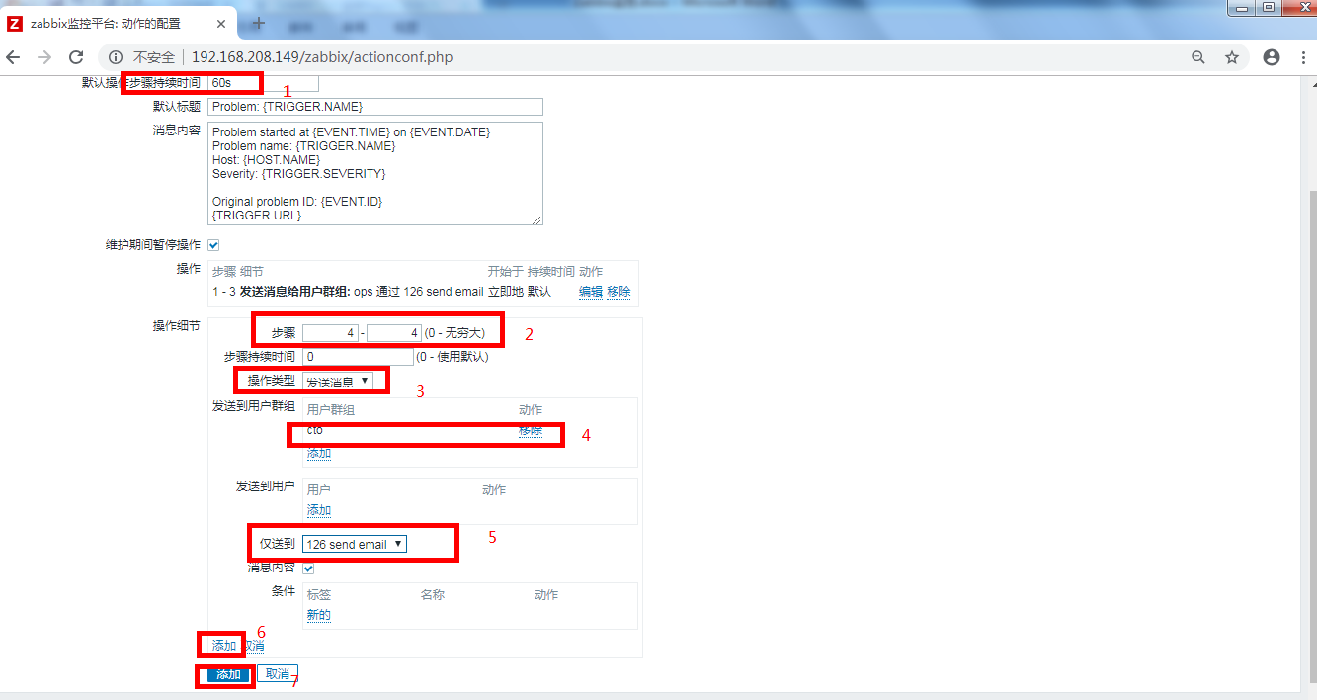 zabbix监控平台: 动作的配置
不安全 192.168.208.149/zabbix/actionconf.php
默认操作步骤持续时间 60s 1
默认标题 Problem: {TRIGGER.NAME}
消息内容 Problem started at {EVENT.TIME} on {EVENT.DATE}
Problem name: {TRIGGER.NAME}
Host: {HOST.NAME}
Severity: {TRIGGER.SEVERITY}
Original problem ID: {EVENT.ID}
{TRIGGER.URL}
维护期间暂停操作
操作 步骤 细节 开始于 持续时间 动作
1 - 3 发送消息给用户群组: ops 通过 126 send email 立即地 默认 编辑 移除
操作细节 步骤 4 - 4 (0 - 无穷大) 2
步骤持续时间 0 (0 - 使用默认)
操作类型 发送消息 3
发送到用户群组 用户群组 动作
cto 移除 4
添加
发送到用户 用户 动作
添加
仅送到 126 send email 5
消息内容
条件 标签 名称 动作
新的
添加 取消 6
添加 取消 7